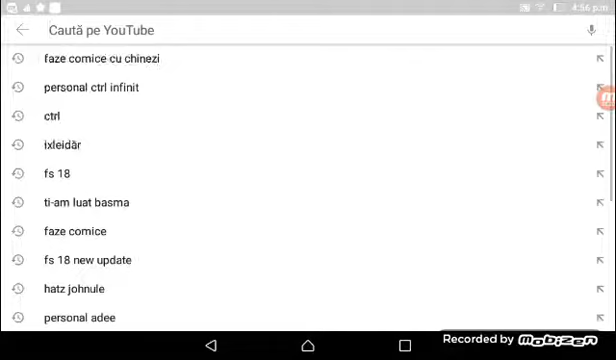 4:56 p.m.
Caută pe YouTube
faze comice cu chinezi
personal ctrl infinit
ctrl
ixleidăr
fs 18
ti-am luat basma
faze comice
fs 18 new update
hatz johnule
personal adee
Recorded by mobizen